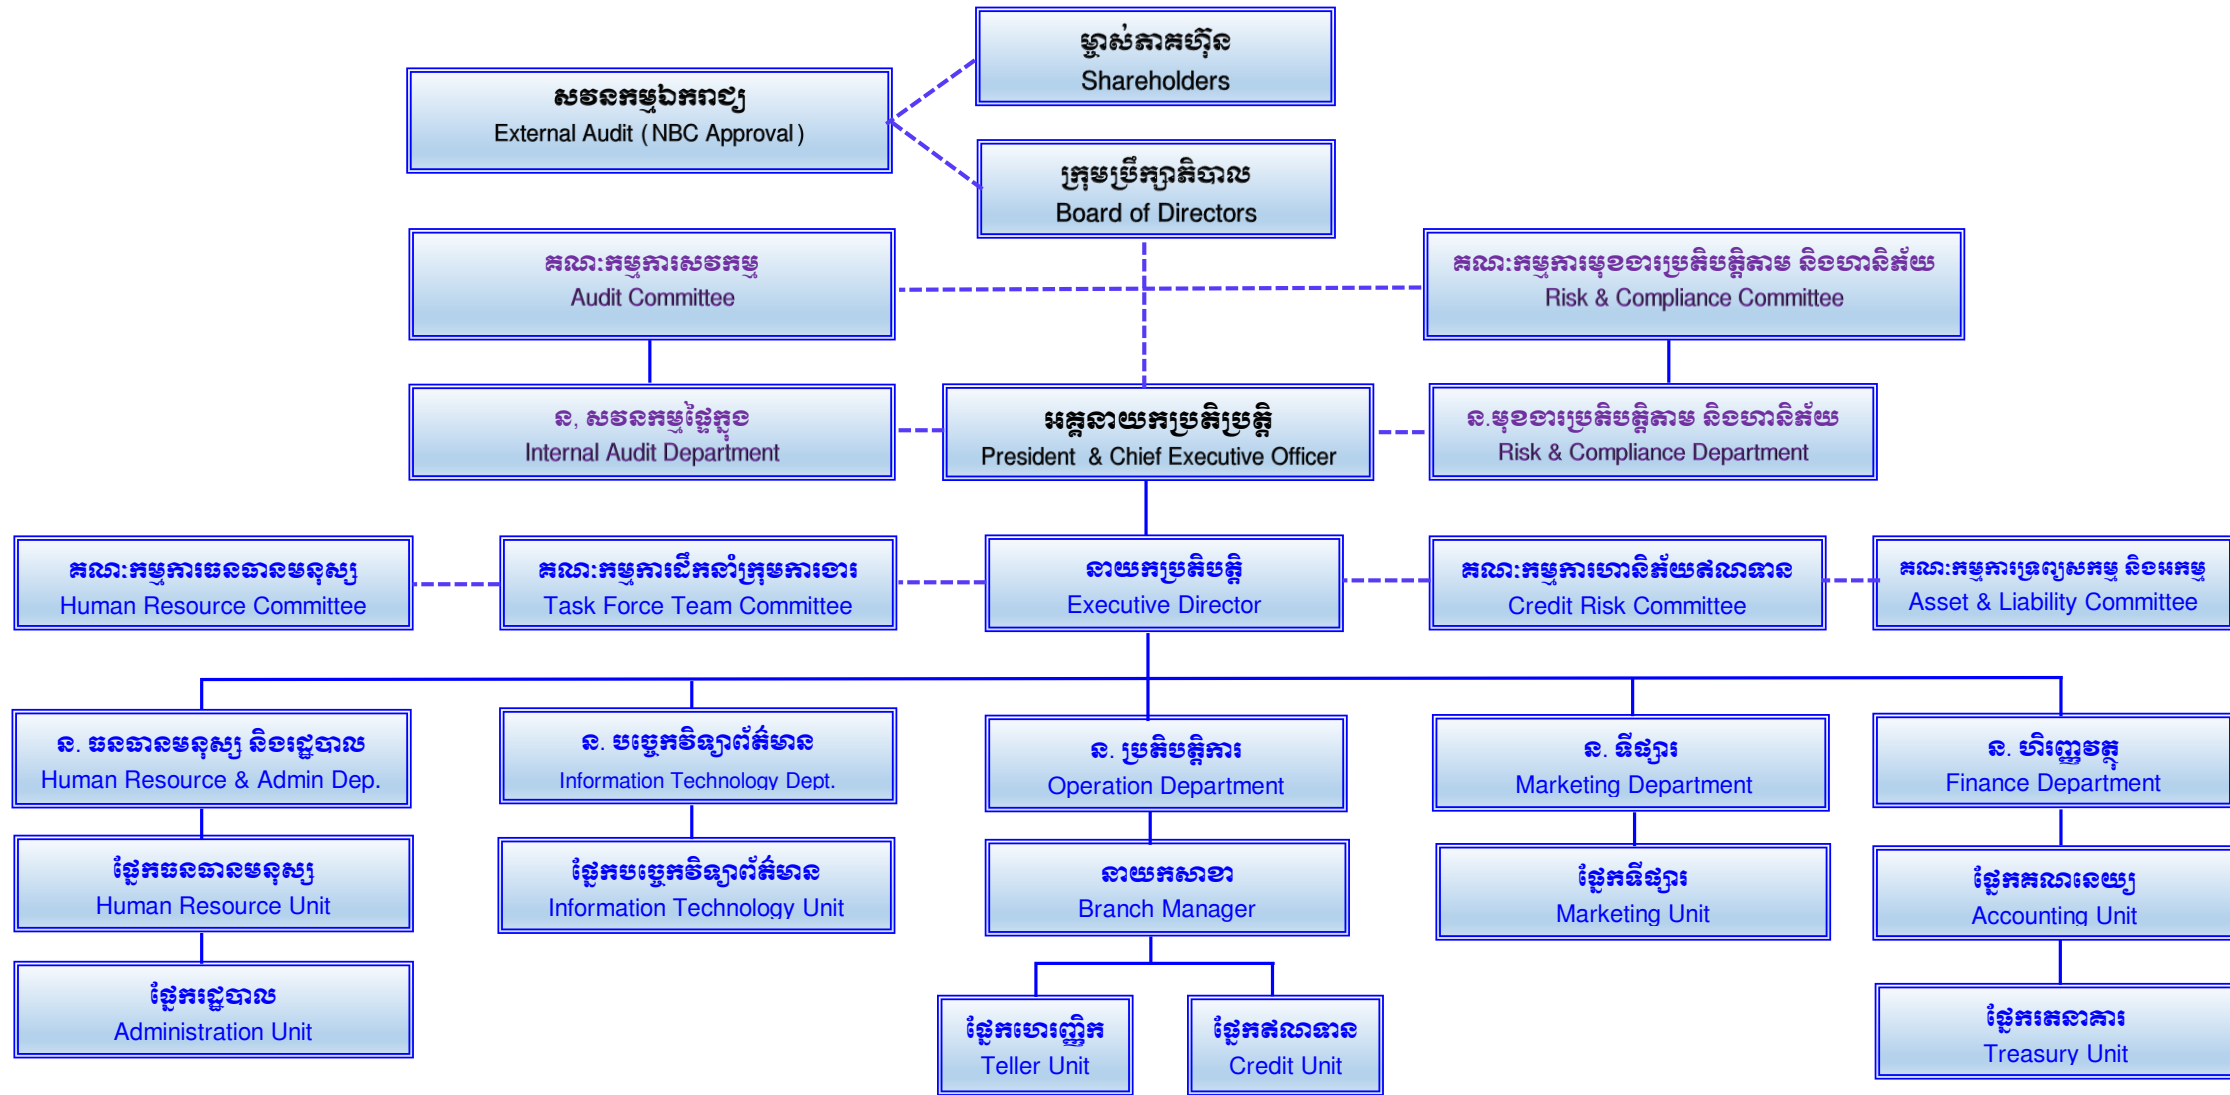 ម្ចាស់ភាគហ៊ុន
Shareholders
សវនកម្មឯករាជ្យ
External Audit (NBC Approval)
ក្រុមប្រឹក្សាភិបាល
Board of Directors
គណ:កម្មការសវកម្ម
Audit Committee
គណ:កម្មការមុខងារប្រតិបត្តិតាម និងហានិភ័យ
Risk & Compliance Committee
ន, សវនកម្មផ្ទៃក្នុង
Internal Audit Department
អគ្គនាយកប្រតិប្រត្តិ
President & Chief Executive Officer
ន.មុខងារប្រតិបត្តិតាម និងហានិភ័យ
Risk & Compliance Department
គណ:កម្មការធនធានមនុស្ស
Human Resource Committee
គណ:កម្មការដឹកនាំក្រុមការងារ
Task Force Team Committee
នាយកប្រតិបត្តិ
Executive Director
គណ:កម្មការហានិភ័យឥណទាន
Credit Risk Committee
គណ:កម្មការទ្រព្យសកម្ម និងអកម្ម
Asset & Liability Committee
ន. ធនធានមនុស្ស និងរដ្ឋបាល
Human Resource & Admin Dep.
ន. បច្ចេកវិទ្យាព័ត៌មាន
Information Technology Dept.
ន. ប្រតិបត្តិការ
Operation Department
ន. ទីផ្សារ
Marketing Department
ន. ហិរញ្ញវត្ថុ
Finance Department
ផ្នែកធនធានមនុស្ស
Human Resource Unit
ផ្នែកបច្ចេកវិទ្យាព័ត៌មាន
Information Technology Unit
នាយកសាខា
Branch Manager
ផ្នែកទីផ្សារ
Marketing Unit
ផ្នែកគណនេយ្យ
Accounting Unit
ផ្នែករដ្ឋបាល
Administration Unit
ផ្នែកបេរញ្ញិក
Teller Unit
ផ្នែកឥណទាន
Credit Unit
ផ្នែករតនាគារ
Treasury Unit